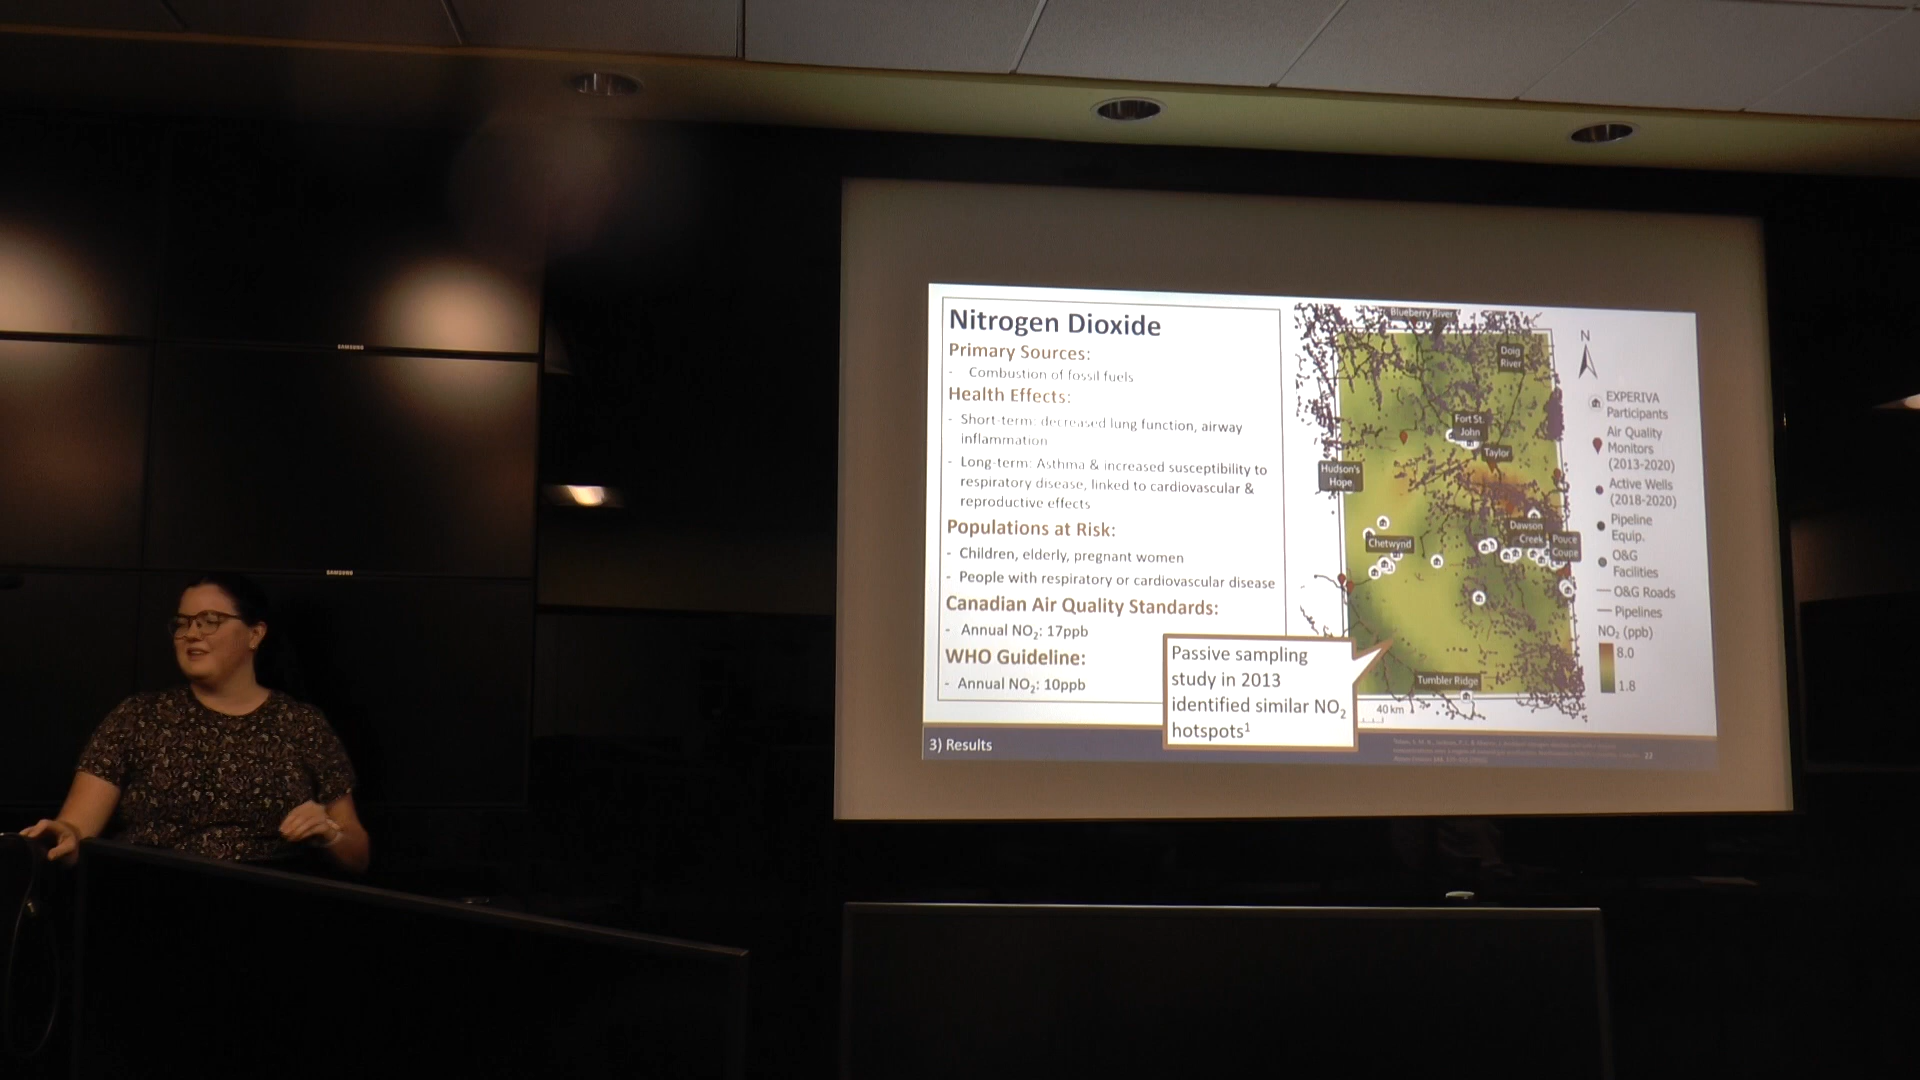 SAMSUNG
SAMSUNG
Nitrogen Dioxide
Primary Sources:
- Combustion of fossil fuels
Health Effects:
- Short-term: decreased lung function, airway
inflammation
- Long-term: Asthma & increased susceptibility to
respiratory disease, linked to cardiovascular &
reproductive effects
Populations at Risk:
- Children, elderly, pregnant women
- People with respiratory or cardiovascular disease
Canadian Air Quality Standards:
- Annual NO₂: 17ppb
WHO Guideline:
- Annual NO₂: 10ppb
Passive sampling
study in 2013
identified similar NO₂
hotspots¹
Blueberry River
Doig
River
Fort St.
John
Taylor
Hudson's
Hope
Dawson
Creek
Pouce
Coupe
Chetwynd
Tumbler Ridge
40 km
N
EXPERIVA
Participants
Air Quality
Monitors
(2013-2020)
Active Wells
(2018-2020)
Pipeline
Equip.
O&G
Facilities
O&G Roads
Pipelines
NO₂ (ppb)
8.0
1.8
3) Results
22